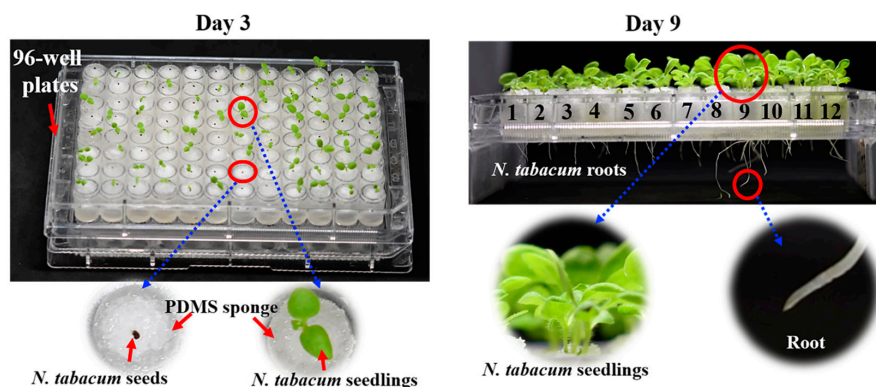 Day 3
Day 9
96-well
plates
1 2 3 4 5 6 7 8 9 10 11 12
N. tabacum roots
PDMS sponge
Root
N. tabacum seeds
N. tabacum seedlings
N. tabacum seedlings